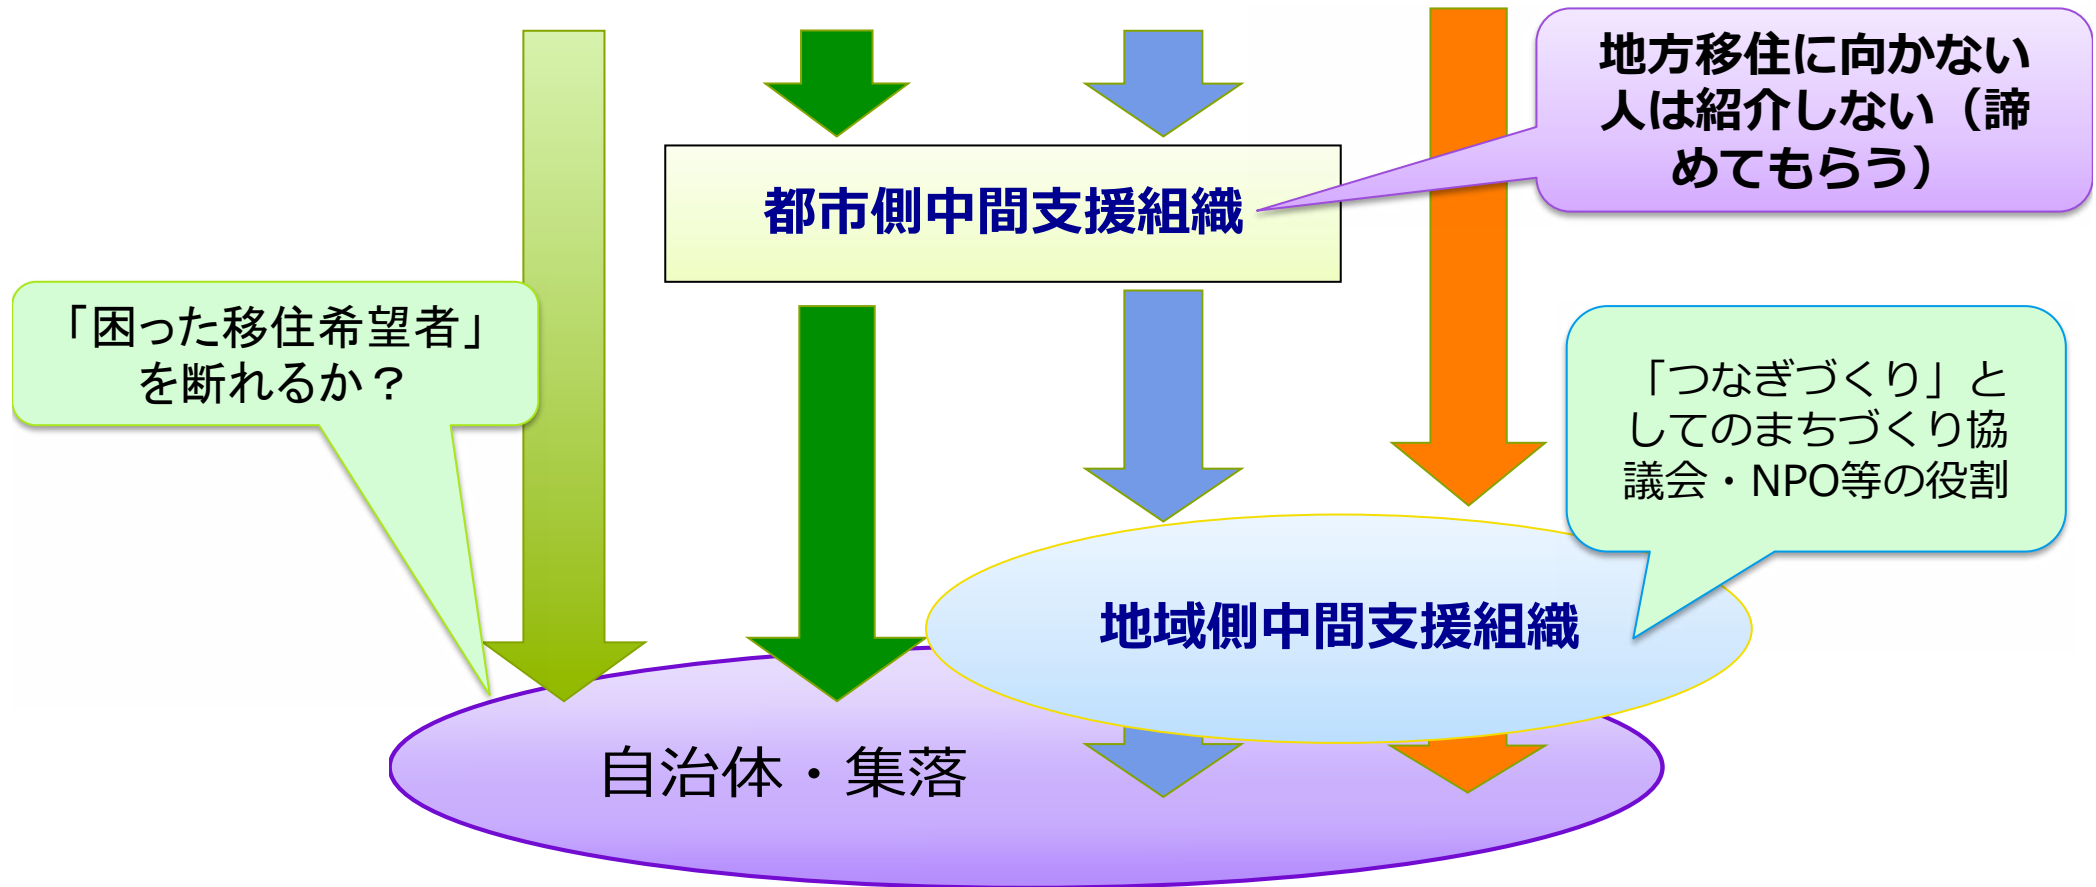 地方移住に向かない
人は紹介しない（諦
めてもらう）
都市側中間支援組織
「困った移住希望者」
を断れるか？
「つなぎづくり」と
してのまちづくり協
議会・NPO等の役割
地域側中間支援組織
自治体・集落